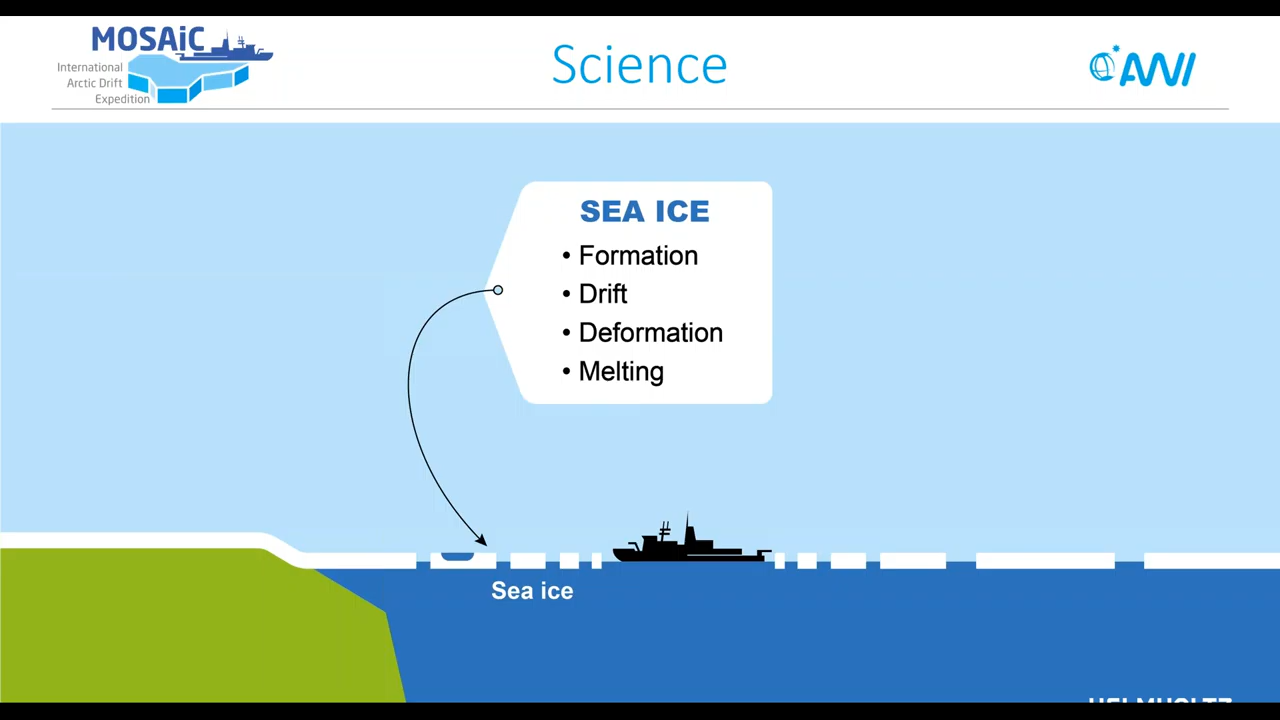 MOSAiC
International
Arctic Drift
Expedition
Science
AWI
SEA ICE
• Formation
• Drift
• Deformation
• Melting
Sea ice
HELMHOLTZ